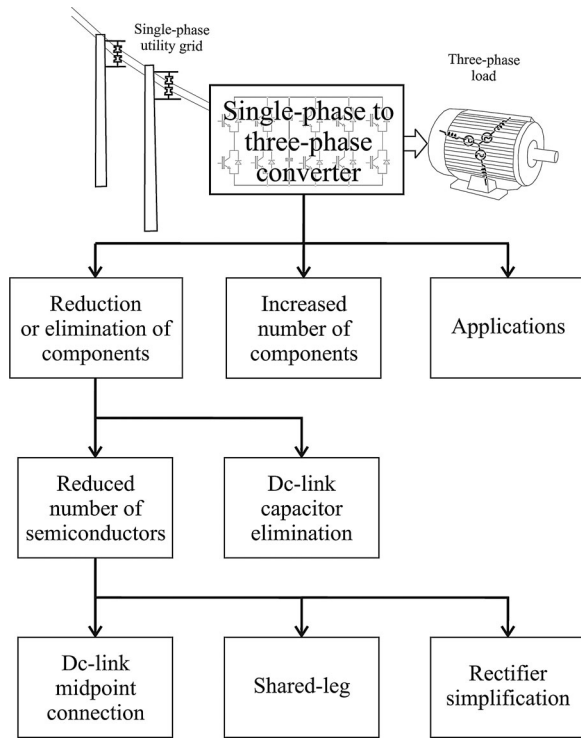 Single-phase
utility grid
Three-phase
load
Single-phase to
three-phase
converter
Reduction
or elimination of
components
Increased
number of
components
Applications
Reduced
number of
semiconductors
Dc-link
capacitor
elimination
Dc-link
midpoint
connection
Shared-leg
Rectifier
simplification